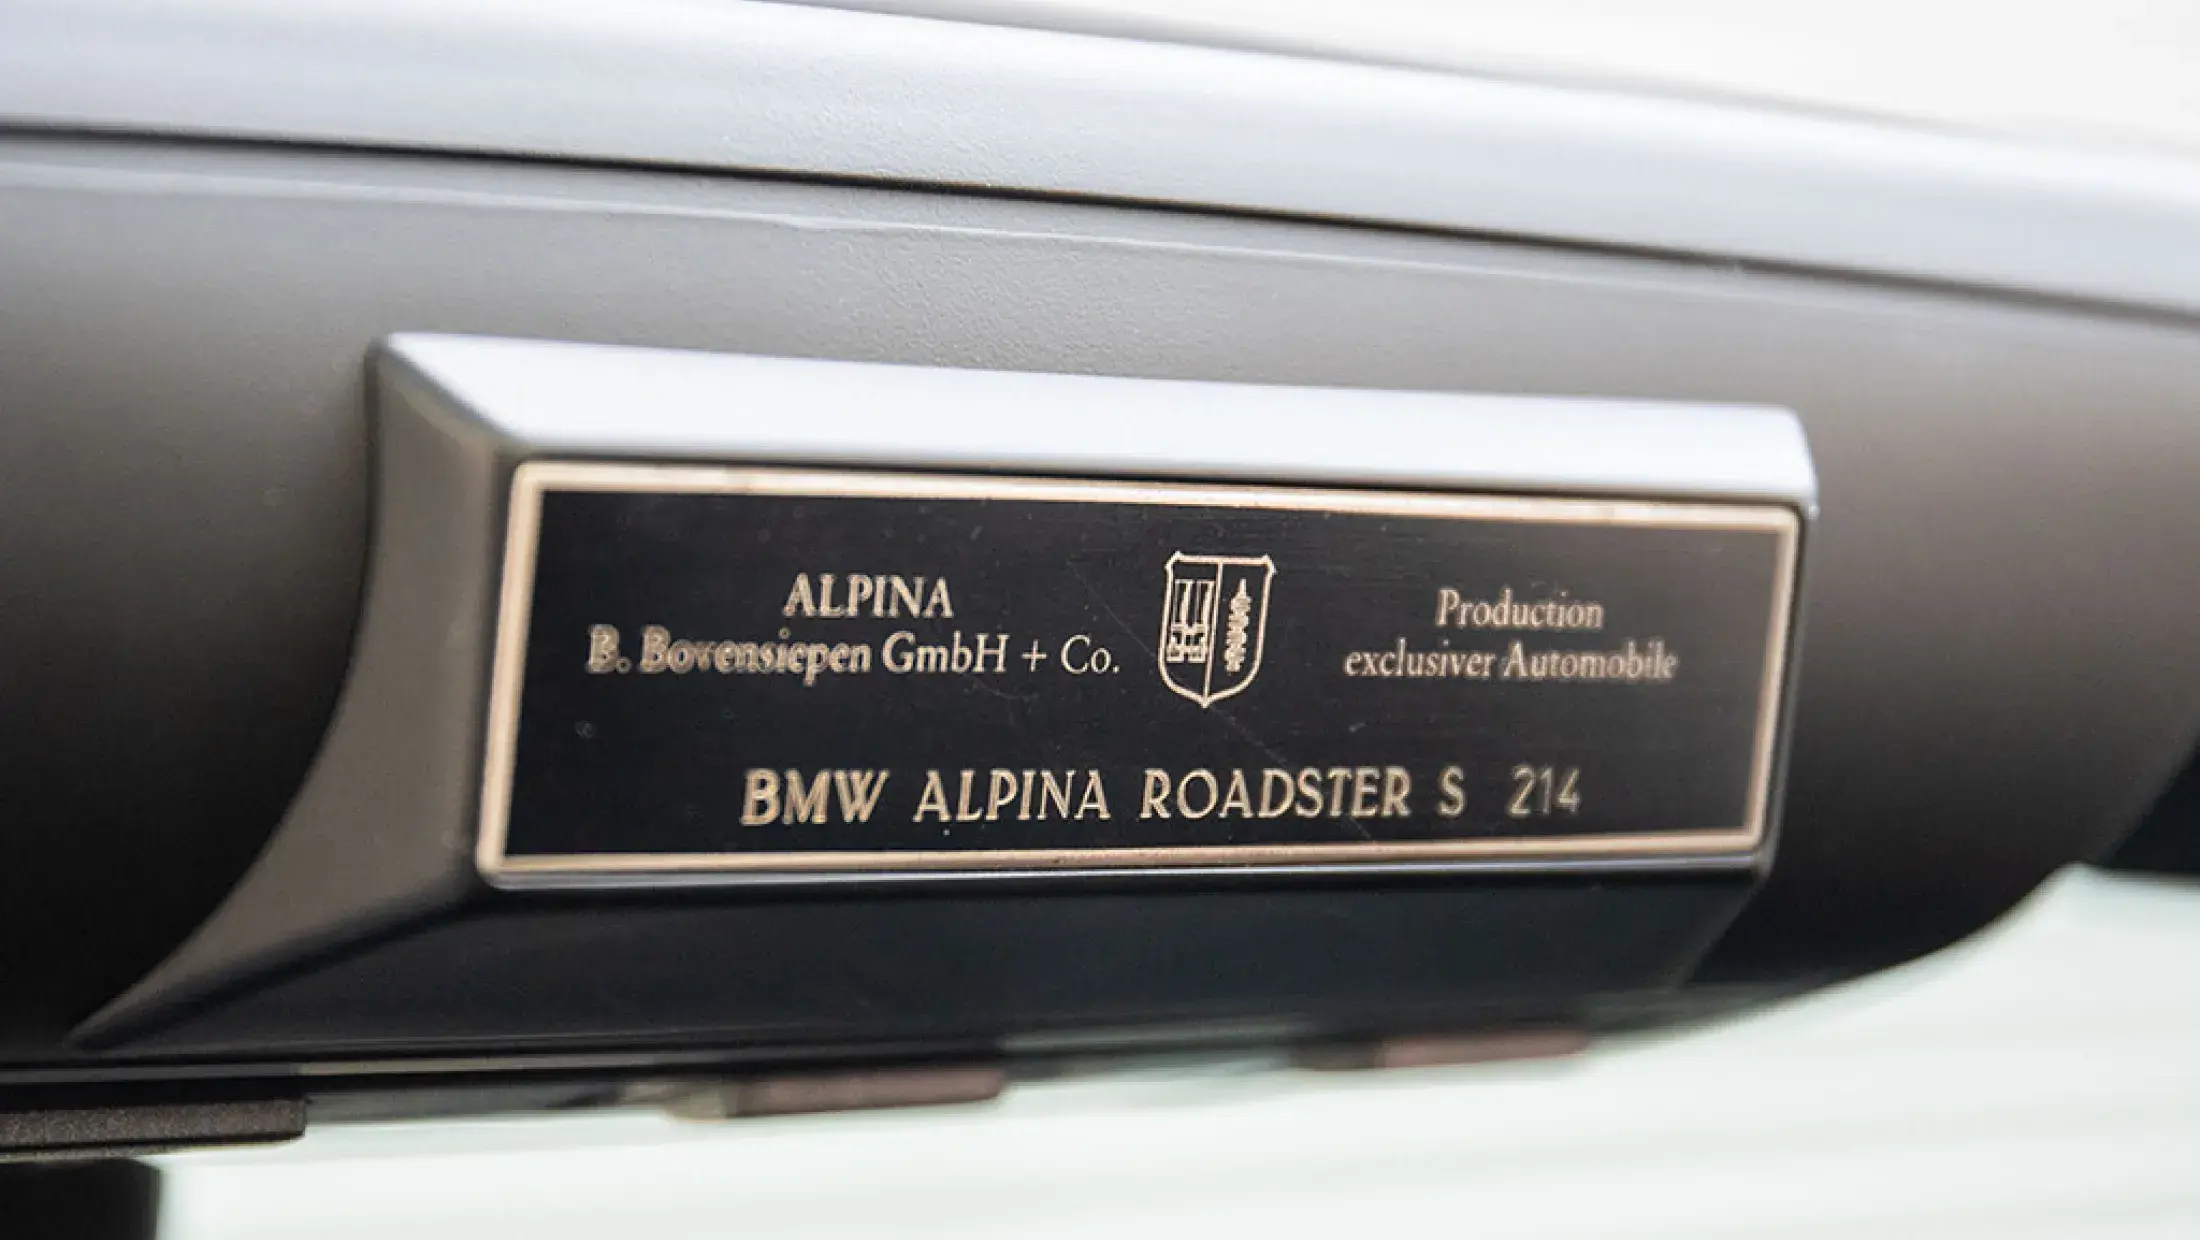 ALPINA
B. Bovensiepen GmbH + Co.
Production
exclusiver Automobile
BMW ALPINA ROADSTER S 214